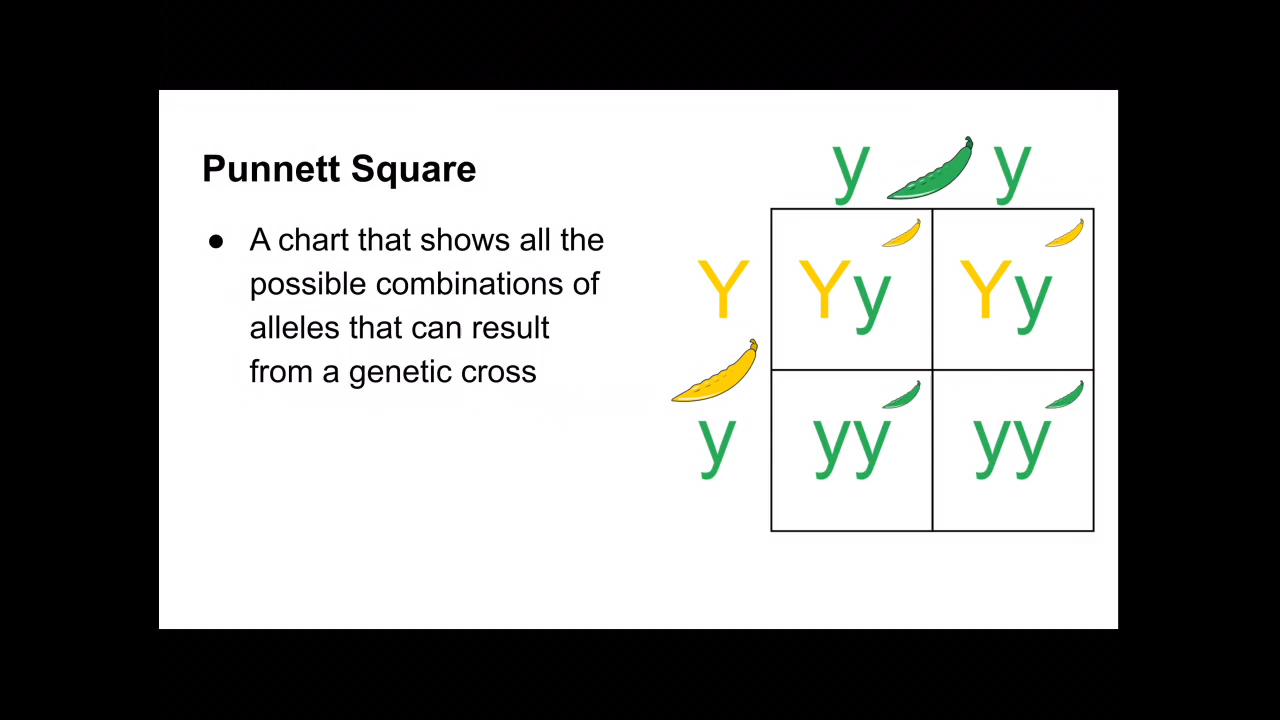 Punnett Square
● A chart that shows all the
possible combinations of
alleles that can result
from a genetic cross
y y
Y Yy Yy
y yy yy